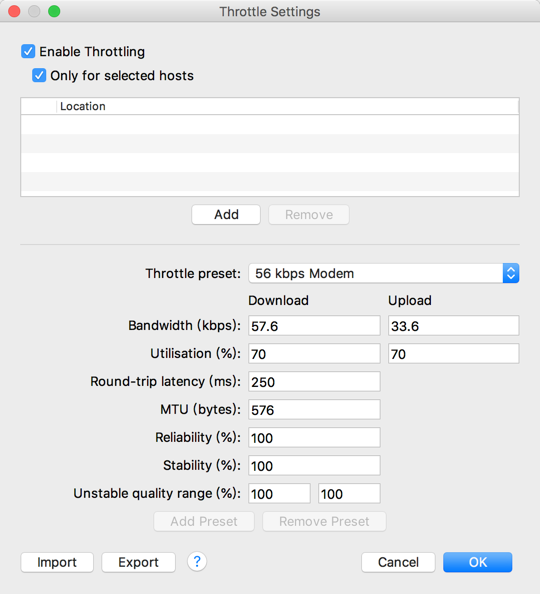 Throttle Settings
Enable Throttling
Only for selected hosts
Location
Add Remove
Throttle preset: 56 kbps Modem
Download Upload
Bandwidth (kbps): 57.6 33.6
Utilisation (%): 70 70
Round-trip latency (ms): 250
MTU (bytes): 576
Reliability (%): 100
Stability (%): 100
Unstable quality range (%): 100 100
Add Preset Remove Preset
Import Export ? Cancel OK